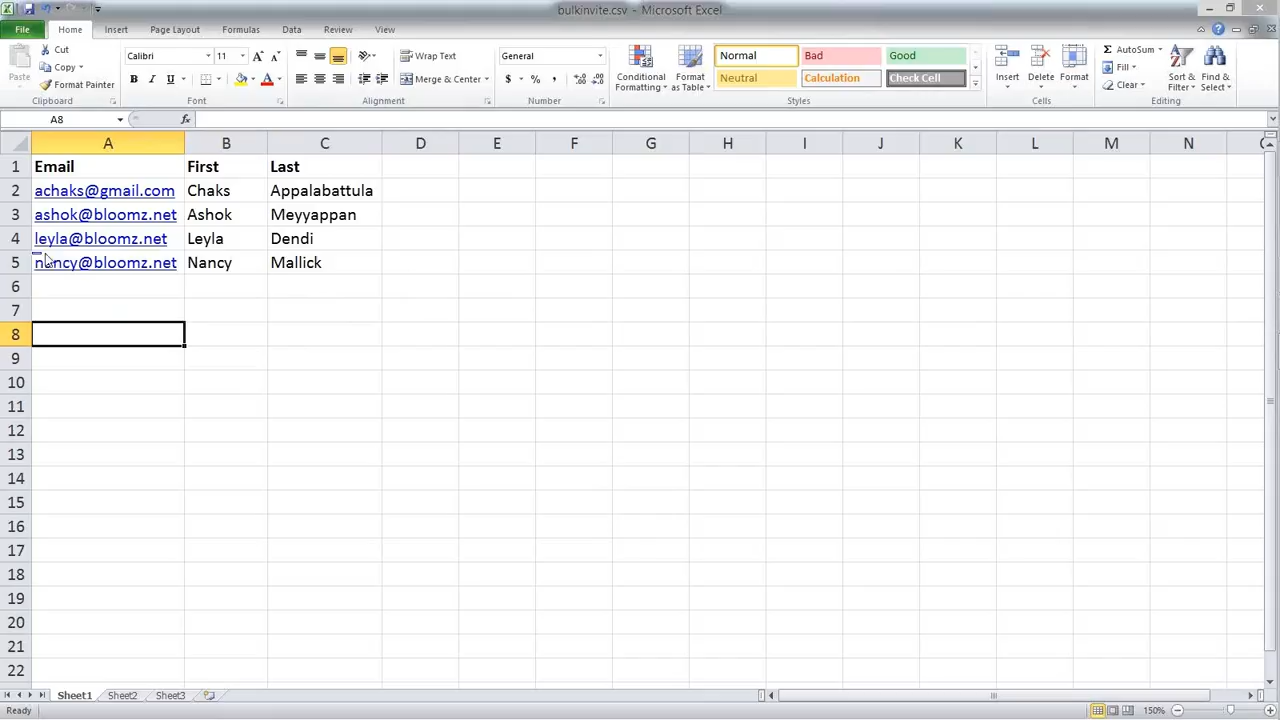 bulkinvite.csv - Microsoft Excel
File Home Insert Page Layout Formulas Data Review View
Paste Cut Copy Format Painter Clipboard
Calibri 11 B I U A A A Font
Wrap Text Merge & Center Alignment
General $ % , Number
Conditional Formatting Format as Table Normal Bad Good Neutral Calculation Check Cell Styles
Insert Delete Format Cells
Σ AutoSum Fill Clear Sort & Filter Find & Select Editing
A8 fx
A B C D E F G H I J K L M N
1 Email First Last
2 achaks@gmail.com Chaks Appalabattula
3 ashok@bloomz.net Ashok Meyyappan
4 leyla@bloomz.net Leyla Dendi
5 nancy@bloomz.net Nancy Mallick
6
7
8
9
10
11
12
13
14
15
16
17
18
19
20
21
22
Sheet1 Sheet2 Sheet3
Ready 150%